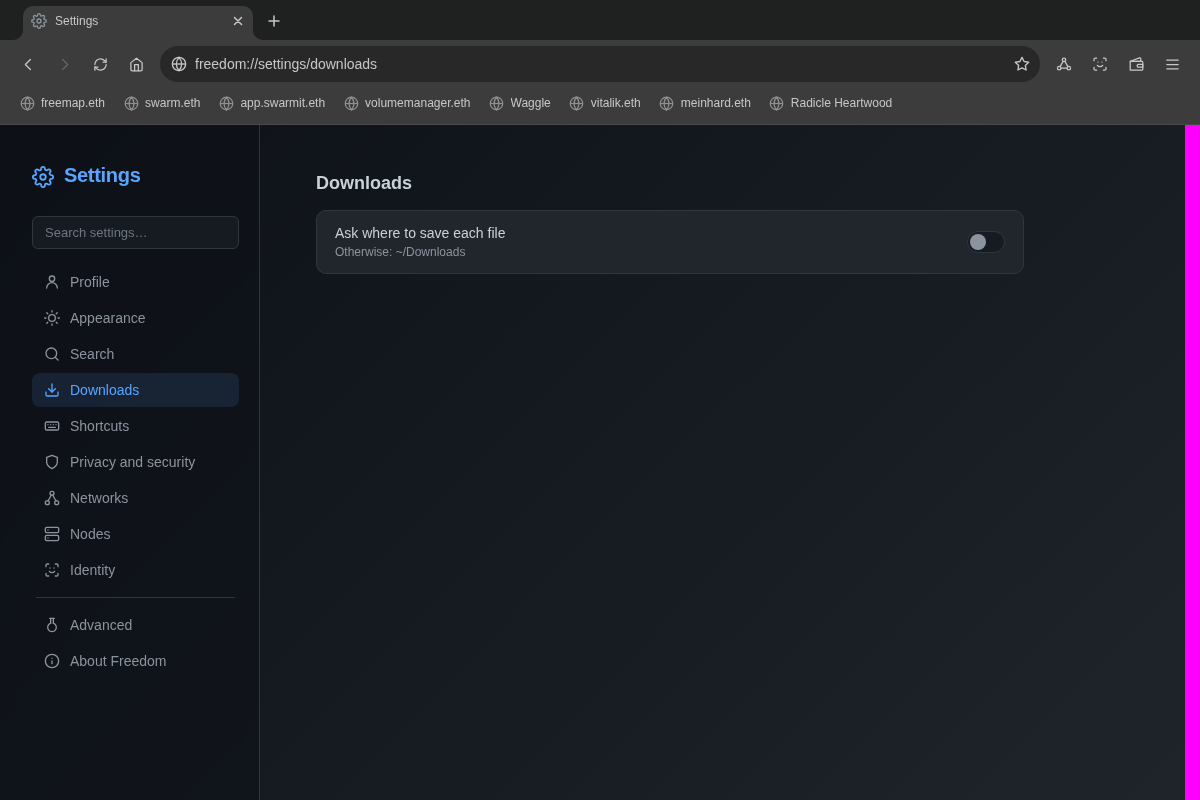 Settings
freedom://settings/downloads
freemap.eth
swarm.eth
app.swarmit.eth
volumemanager.eth
Waggle
vitalik.eth
meinhard.eth
Radicle Heartwood
Settings
Search settings…
Profile
Appearance
Search
Downloads
Shortcuts
Privacy and security
Networks
Nodes
Identity
Advanced
About Freedom
Downloads
Ask where to save each file
Otherwise: ~/Downloads